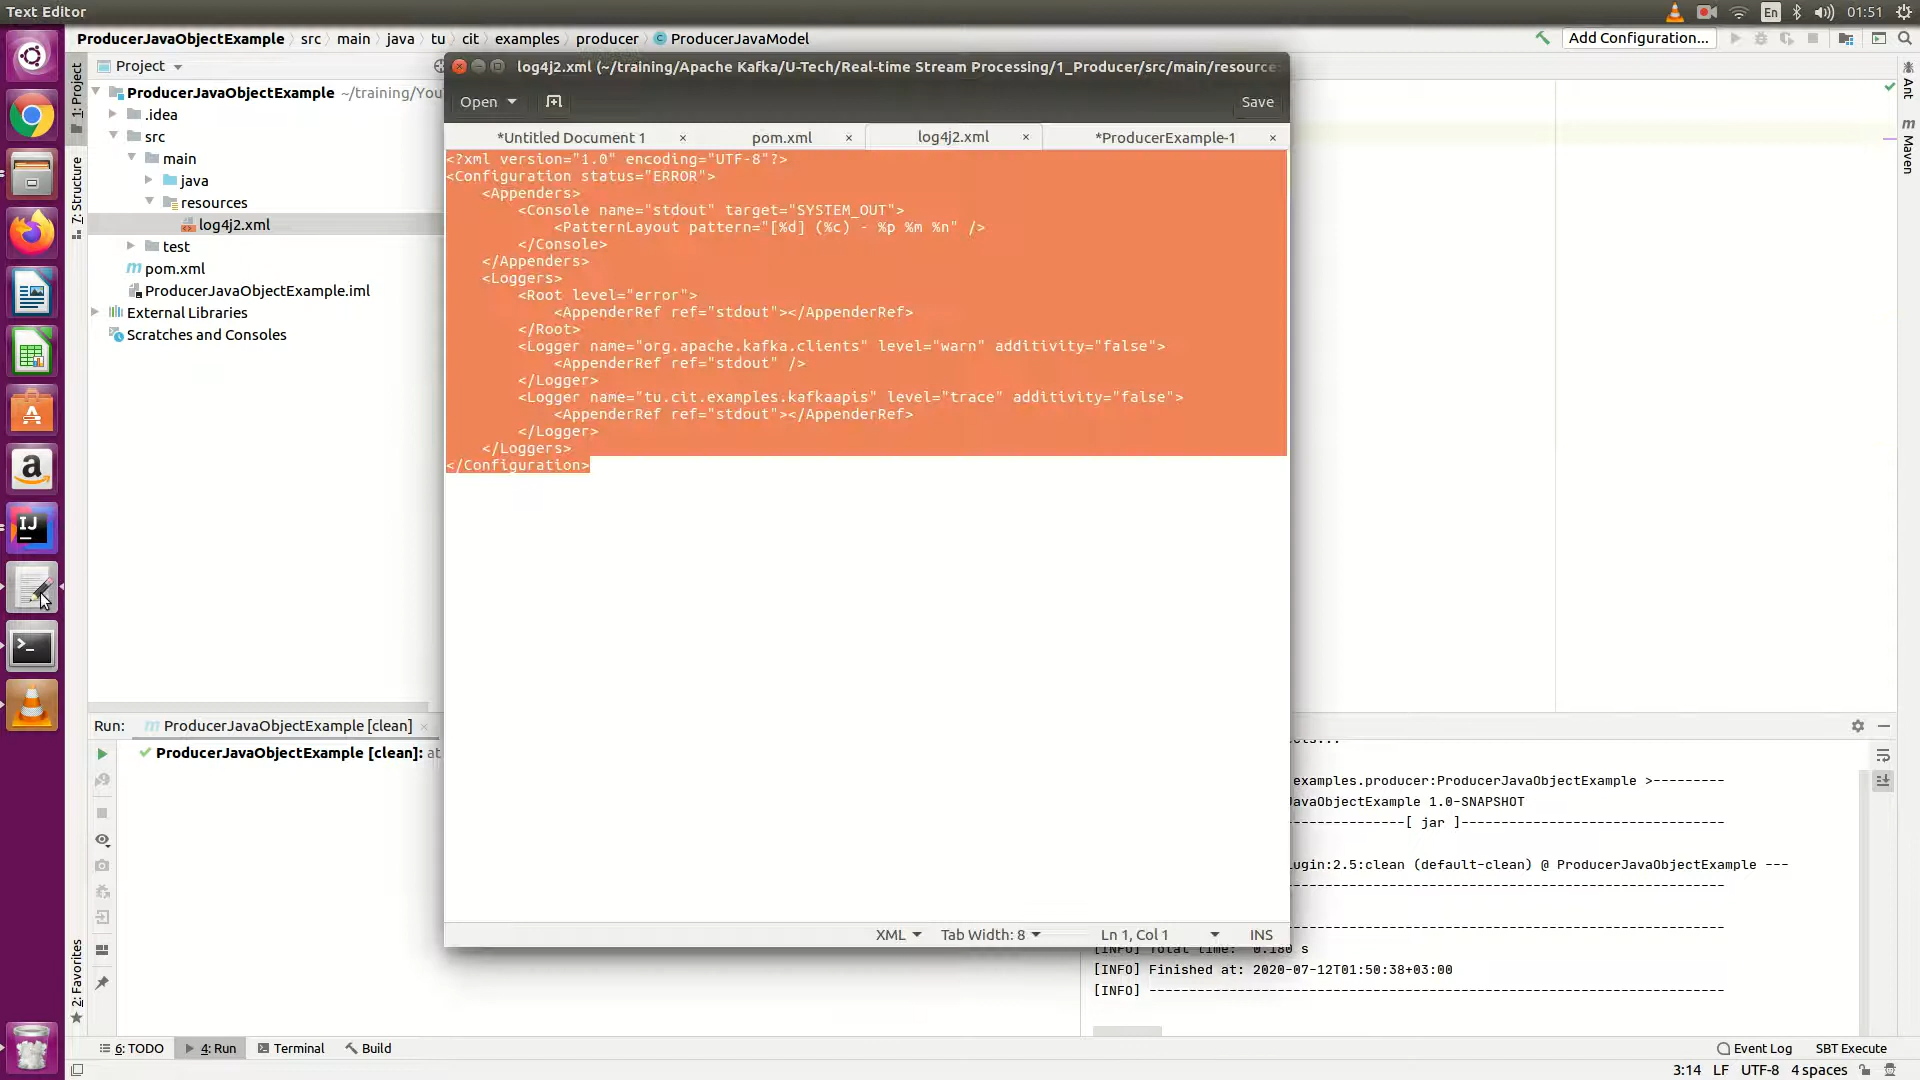 Text Editor
En
01:51
ProducerJavaObjectExample
src
main
java
tu
cit
examples
producer
ProducerJavaModel
Add Configuration...
Project
log4j2.xml (~/training/Apache Kafka/U-Tech/Real-time Stream Processing/1_Producer/src/main/resource
ProducerJavaObjectExample ~/training/You
.idea
src
main
java
resources
log4j2.xml
test
pom.xml
ProducerJavaObjectExample.iml
External Libraries
Scratches and Consoles
1: Project
7: Structure
2: Favorites
Ant
Maven
Open
Save
*Untitled Document 1
pom.xml
log4j2.xml
*ProducerExample-1
<?xml version="1.0" encoding="UTF-8"?>
<Configuration status="ERROR">
<Appenders>
<Console name="stdout" target="SYSTEM_OUT">
<PatternLayout pattern="[%d] (%c) - %p %m %n" />
</Console>
</Appenders>
<Loggers>
<Root level="error">
<AppenderRef ref="stdout"></AppenderRef>
</Root>
<Logger name="org.apache.kafka.clients" level="warn" additivity="false">
<AppenderRef ref="stdout" />
</Logger>
<Logger name="tu.cit.examples.kafkaapis" level="trace" additivity="false">
<AppenderRef ref="stdout"></AppenderRef>
</Logger>
</Loggers>
</Configuration>
XML
Tab Width: 8
Ln 1, Col 1
INS
Run:
ProducerJavaObjectExample [clean]
ProducerJavaObjectExample [clean]: at
examples.producer:ProducerJavaObjectExample >---------
JavaObjectExample 1.0-SNAPSHOT
--------------[ jar ]---------------------------------
ugin:2.5:clean (default-clean) @ ProducerJavaObjectExample ---
[INFO] Total time: 0.180 s
[INFO] Finished at: 2020-07-12T01:50:38+03:00
[INFO] ----------------------------------------------------------------
6: TODO
4: Run
Terminal
Build
Event Log
SBT Execute
3:14
LF
UTF-8
4 spaces